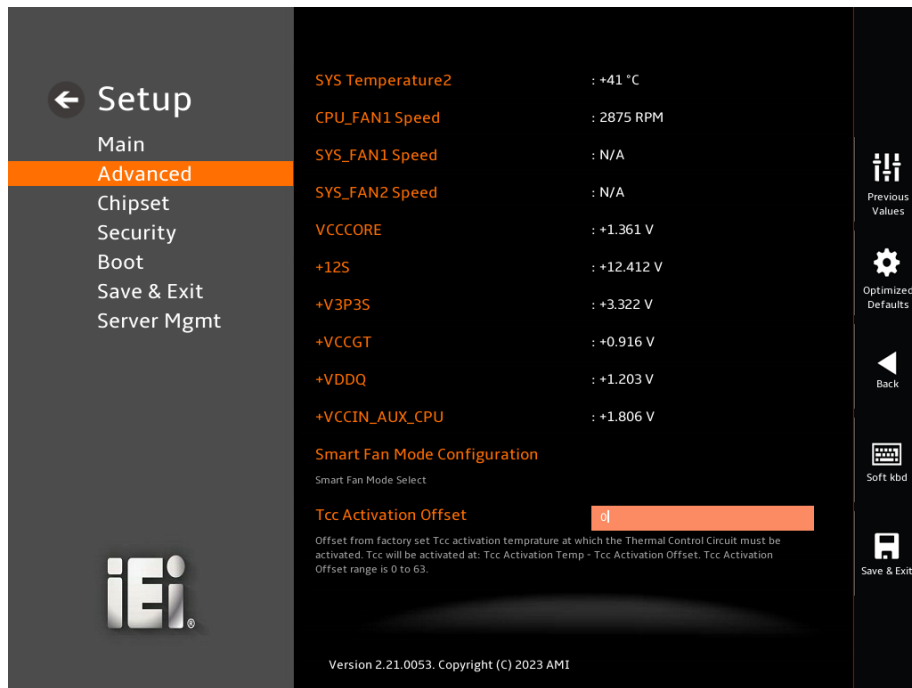 Setup
Main
Advanced
Chipset
Security
Boot
Save & Exit
Server Mgmt
iEi®
SYS Temperature2 : +41 °C
CPU_FAN1 Speed : 2875 RPM
SYS_FAN1 Speed : N/A
SYS_FAN2 Speed : N/A
VCCCORE : +1.361 V
+12S : +12.412 V
+V3P3S : +3.322 V
+VCCGT : +0.916 V
+VDDQ : +1.203 V
+VCCIN_AUX_CPU : +1.806 V
Smart Fan Mode Configuration
Smart Fan Mode Select
Tcc Activation Offset 0
Offset from factory set Tcc activation temprature at which the Thermal Control Circuit must be
activated. Tcc will be activated at: Tcc Activation Temp - Tcc Activation Offset. Tcc Activation
Offset range is 0 to 63.
Version 2.21.0053. Copyright (C) 2023 AMI
Previous
Values
Optimized
Defaults
Back
Soft kbd
Save & Exit